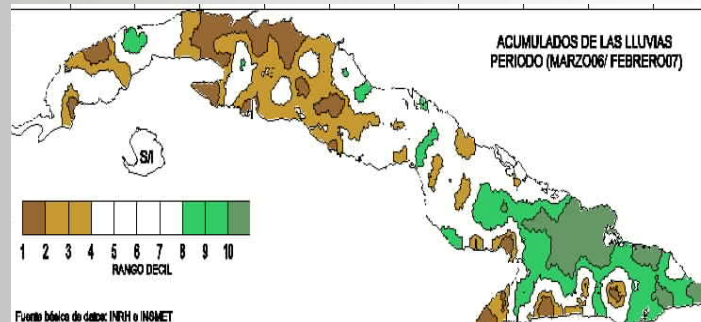 ACUMULADOS DE LAS LLUVIAS
PERIODO (MARZO06/ FEBRERO07)
S/I
1 2 3 4 5 6 7 8 9 10
RANGO DECIL
Fuente básica de datos: INRH e INSMET